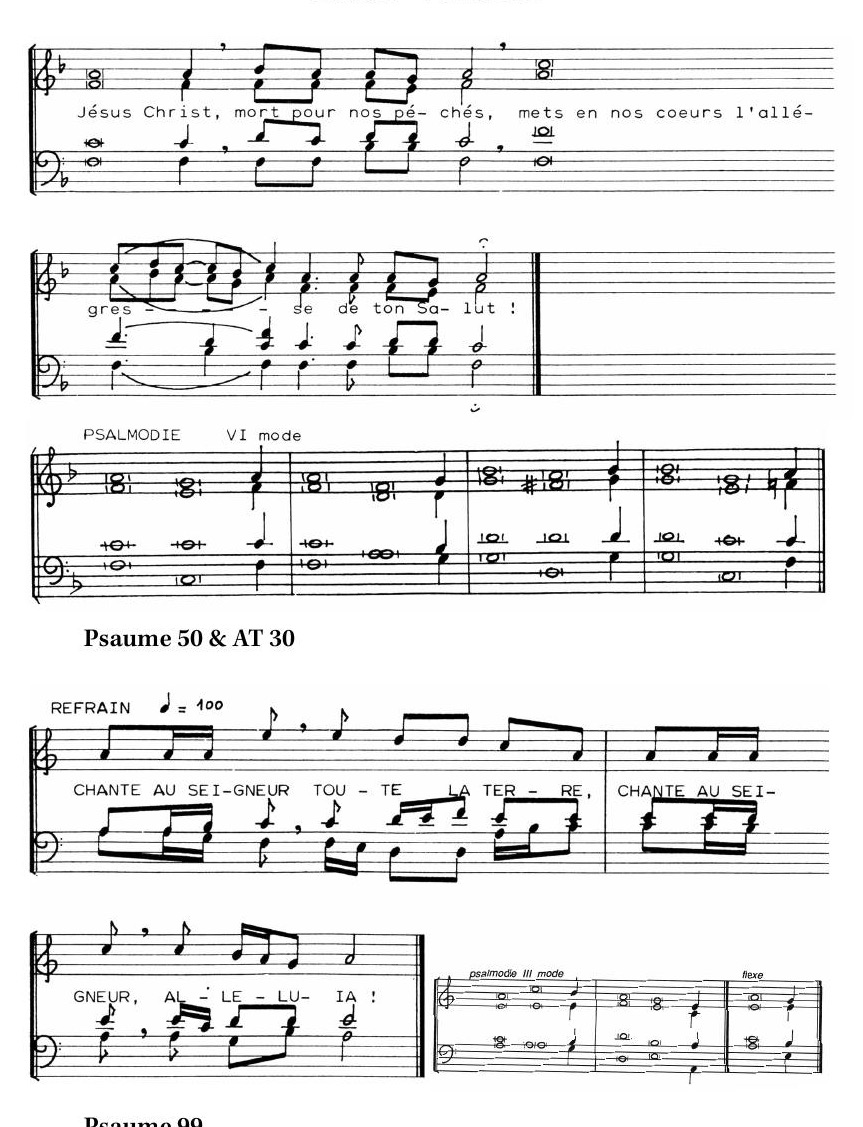 Jésus Christ, mort pour nos pé- chés, mets en nos coeurs l'allé-
gres - - - - - se de ton Sa- lut !
PSALMODIE VI mode
Psaume 50 & AT 30
REFRAIN ♩ = 100
CHANTE AU SEI-GNEUR TOU - TE LA TER - RE, CHANTE AU SEI-
GNEUR, AL - LE - LU- IA !
psalmodie III mode flexe
Psaume 99